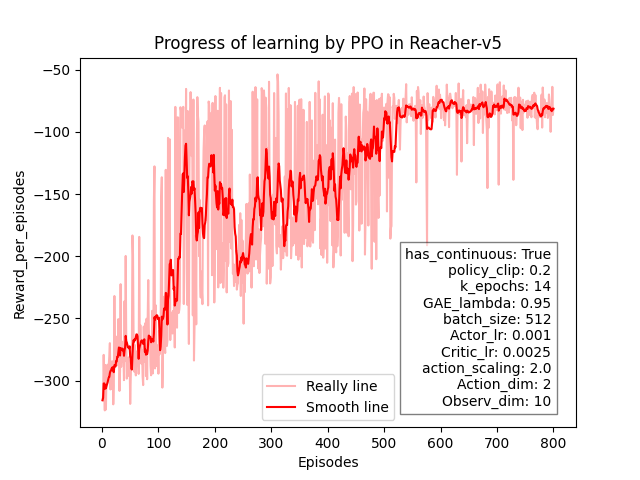 Progress of learning by PPO in Reacher-v5
Reward_per_episodes
−50
−100
−150
−200
−250
−300
has_continuous: True
policy_clip: 0.2
k_epochs: 14
GAE_lambda: 0.95
batch_size: 512
Actor_lr: 0.001
Critic_lr: 0.0025
action_scaling: 2.0
Action_dim: 2
Observ_dim: 10
Really line
Smooth line
0 100 200 300 400 500 600 700 800
Episodes